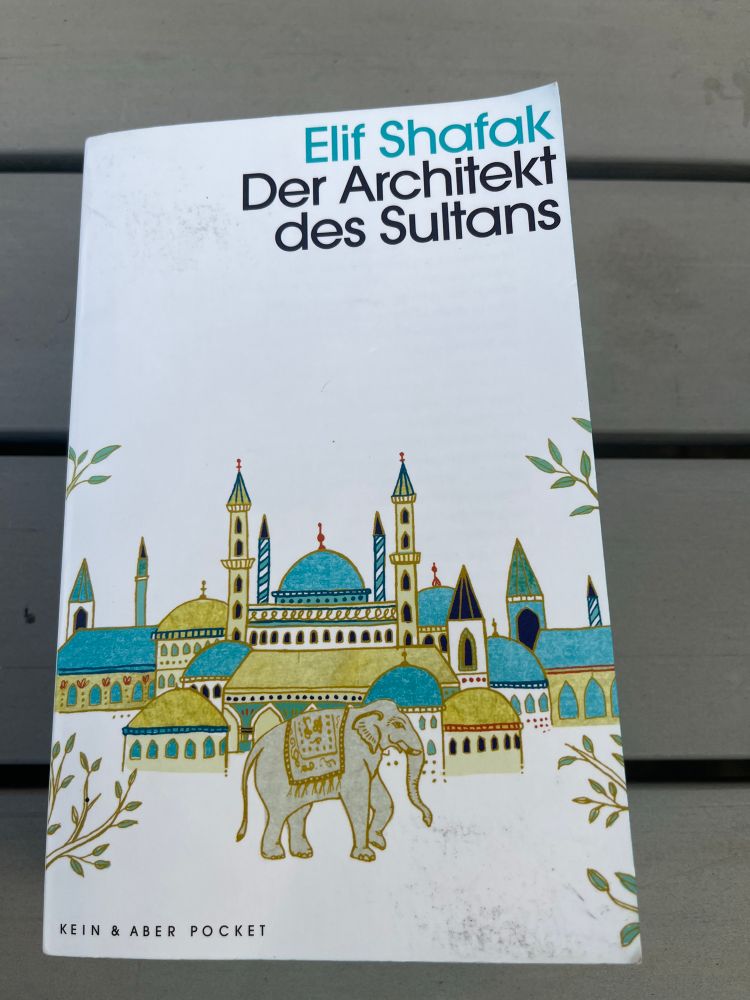 Elif Shafak
Der Architekt
des Sultans
KEIN & ABER POCKET